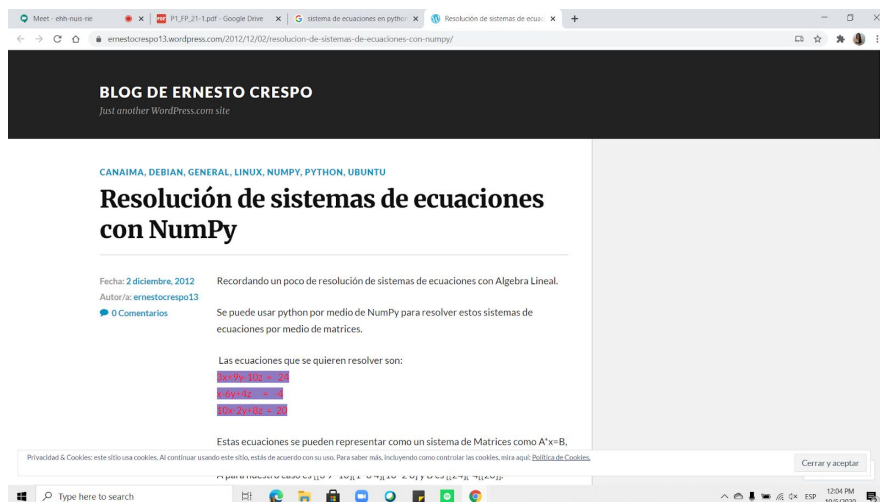 Meet - ehh-nuis-rie
P1_FP_21-1.pdf - Google Drive
sistema de ecuaciones en python
Resolución de sistemas de ecuac
ernestocrespo13.wordpress.com/2012/12/02/resolucion-de-sistemas-de-ecuaciones-con-numpy/
BLOG DE ERNESTO CRESPO
Just another WordPress.com site
CANAIMA, DEBIAN, GENERAL, LINUX, NUMPY, PYTHON, UBUNTU
Resolución de sistemas de ecuaciones
con NumPy
Fecha: 2 diciembre, 2012
Autor/a: ernestocrespo13
0 Comentarios
Recordando un poco de resolución de sistemas de ecuaciones con Algebra Lineal.
Se puede usar python por medio de NumPy para resolver estos sistemas de
ecuaciones por medio de matrices.
Las ecuaciones que se quieren resolver son:
3x+9y-10z = 24
x-6y+4z = -4
10x-2y+8z = 20
Estas ecuaciones se pueden representar como un sistema de Matrices como A*x=B,
Privacidad & Cookies: este sitio usa cookies. Al continuar usando este sitio, estás de acuerdo con su uso. Para saber más, incluyendo como controlar las cookies, mira aquí: Política de Cookies.
Cerrar y aceptar
Type here to search
ESP
12:04 PM
10/5/2020